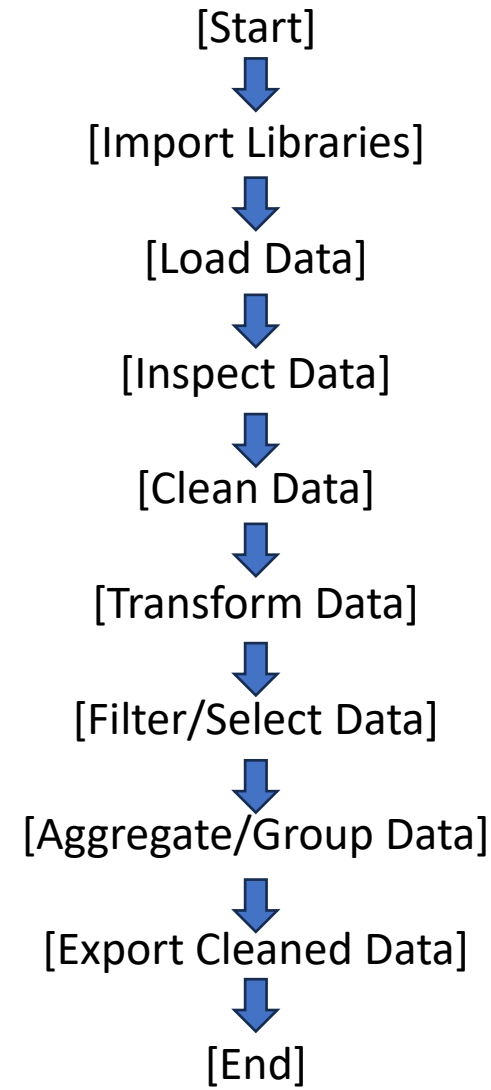 [Start]
[Import Libraries]
[Load Data]
[Inspect Data]
[Clean Data]
[Transform Data]
[Filter/Select Data]
[Aggregate/Group Data]
[Export Cleaned Data]
[End]